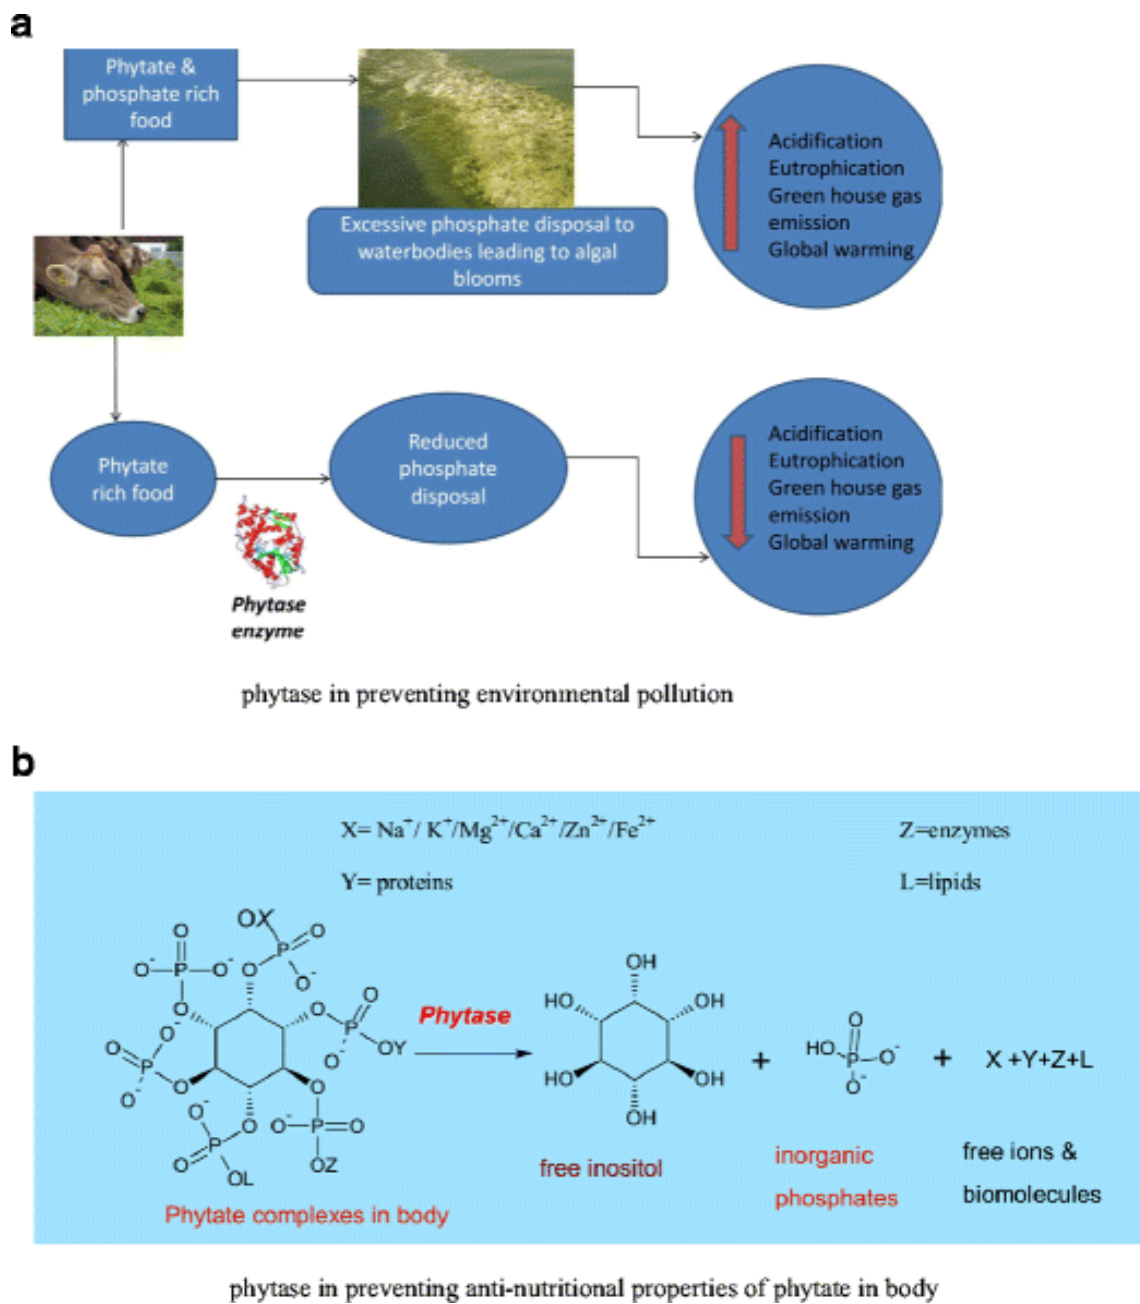 a
Phytate &
phosphate rich
food
Excessive phosphate disposal to
waterbodies leading to algal
blooms
Acidification
Eutrophication
Green house gas
emission
Global warming
Phytate
rich food
Phytase
enzyme
Reduced
phosphate
disposal
Acidification
Eutrophication
Green house gas
emission
Global warming
phytase in preventing environmental pollution
b
X= Na⁺/ K⁺/Mg²⁺/Ca²⁺/Zn²⁺/Fe²⁺
Z=enzymes
Y= proteins
L=lipids
OX
O
P
O
O⁻
O
O⁻
P
O⁻
O
O
P
O
OY
O⁻
O
O⁻
P
O
O⁻
O
O⁻
P
O
O
OL
O
O⁻
P
O
OZ
Phytate complexes in body
Phytase
OH
HO
OH
HO
OH
OH
free inositol
+
O
HO
P
O⁻
O⁻
inorganic
phosphates
+
X +Y+Z+L
free ions &
biomolecules
phytase in preventing anti-nutritional properties of phytate in body